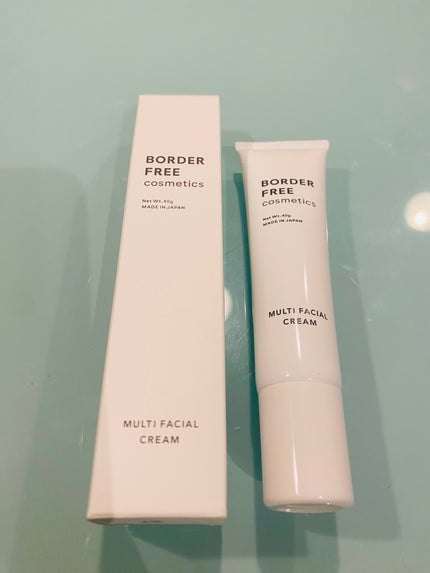 BORDER
FREE
cosmetics
Net Wt. 40g
MADE IN JAPAN
MULTI FACIAL
CREAM
BORDER
FREE
cosmetics
Net Wt. 40g
MADE IN JAPAN
MULTI FACIAL
CREAM